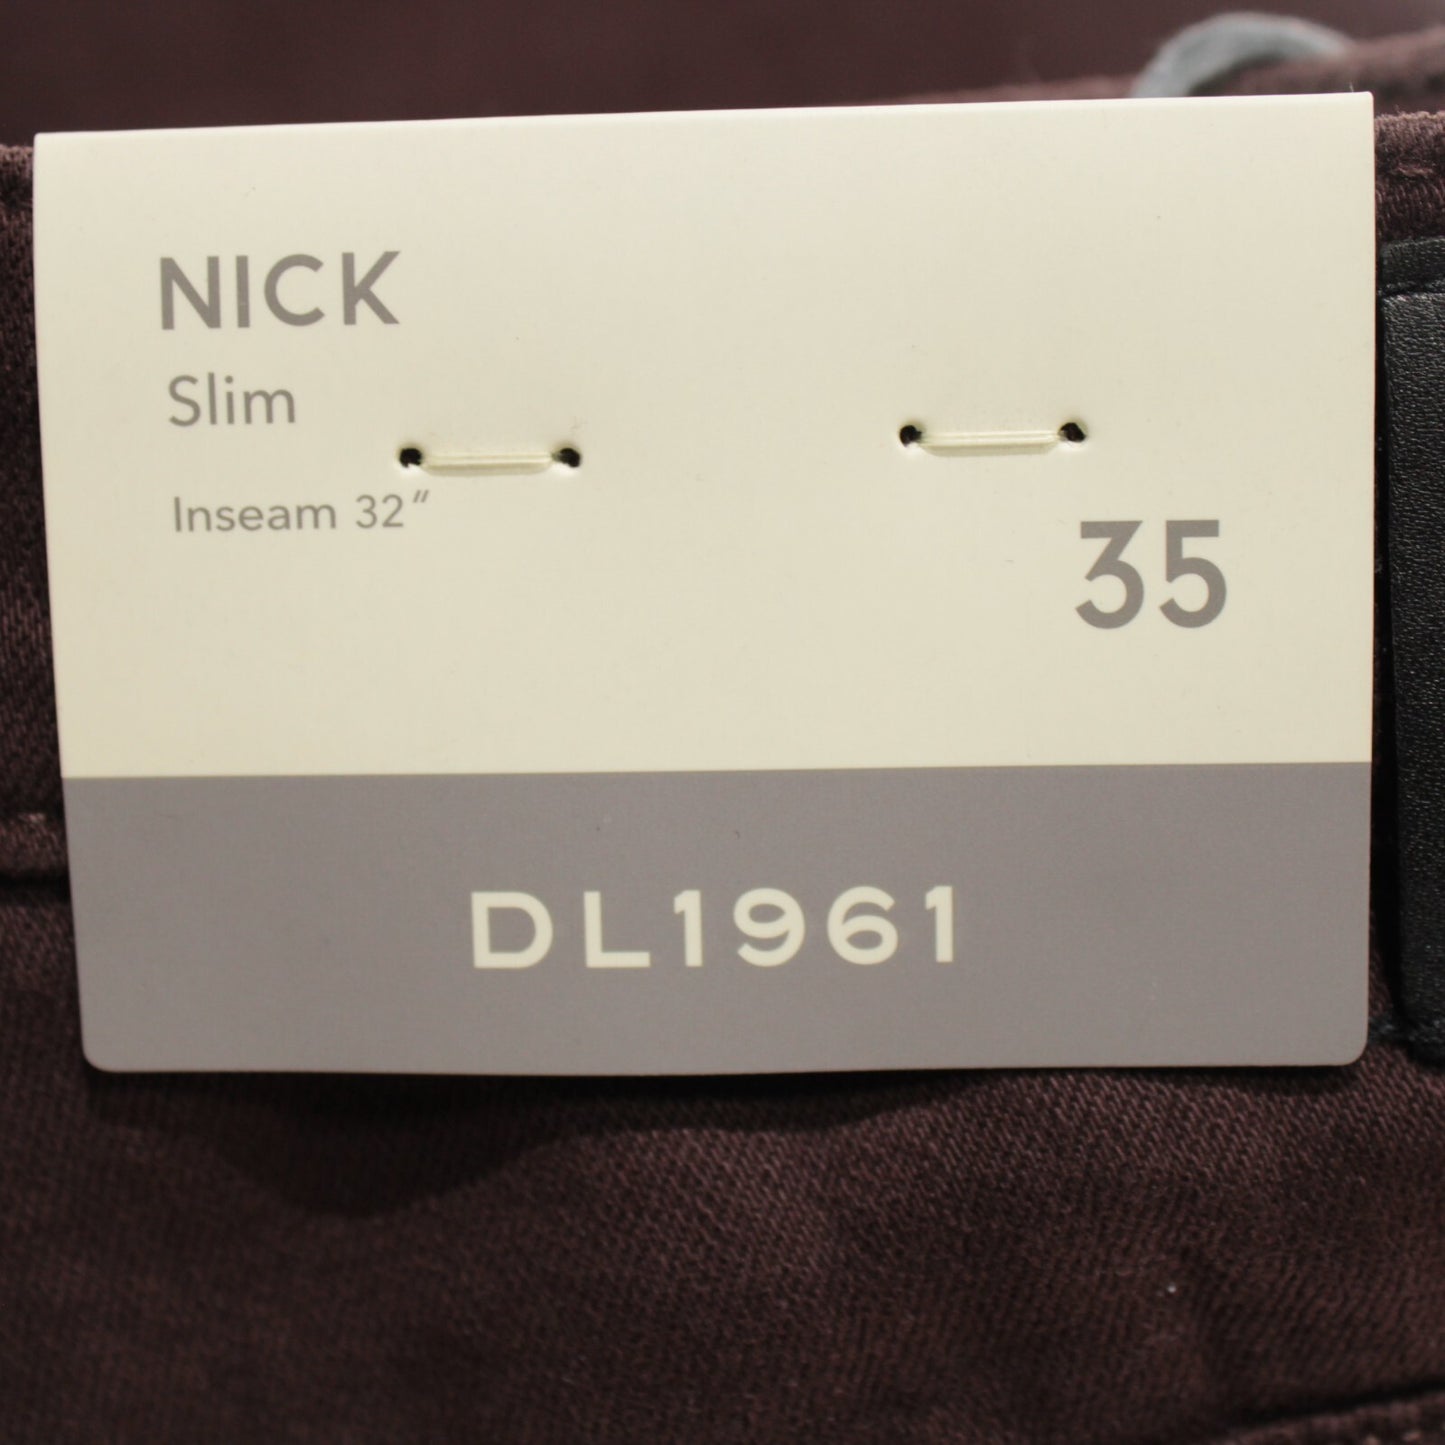 NICK
Slim
Inseam 32"
35
DL1961